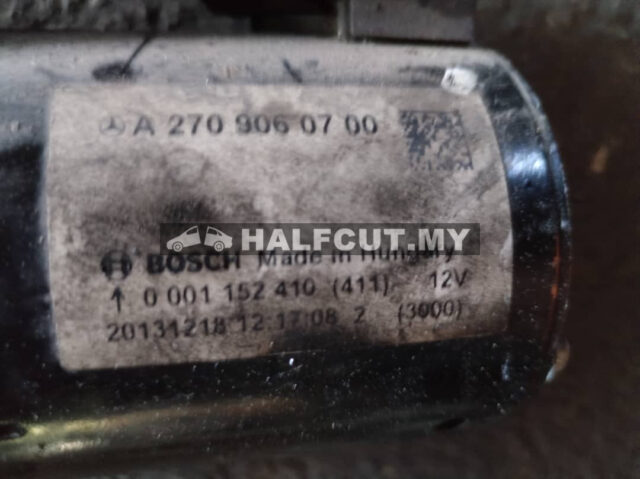 A 270 906 07 00
HALFCUT.MY
BOSCH Made in Hungary
↑ 0 001 152 410 (411) 12V
20131218 12 17 08 2 (3000)